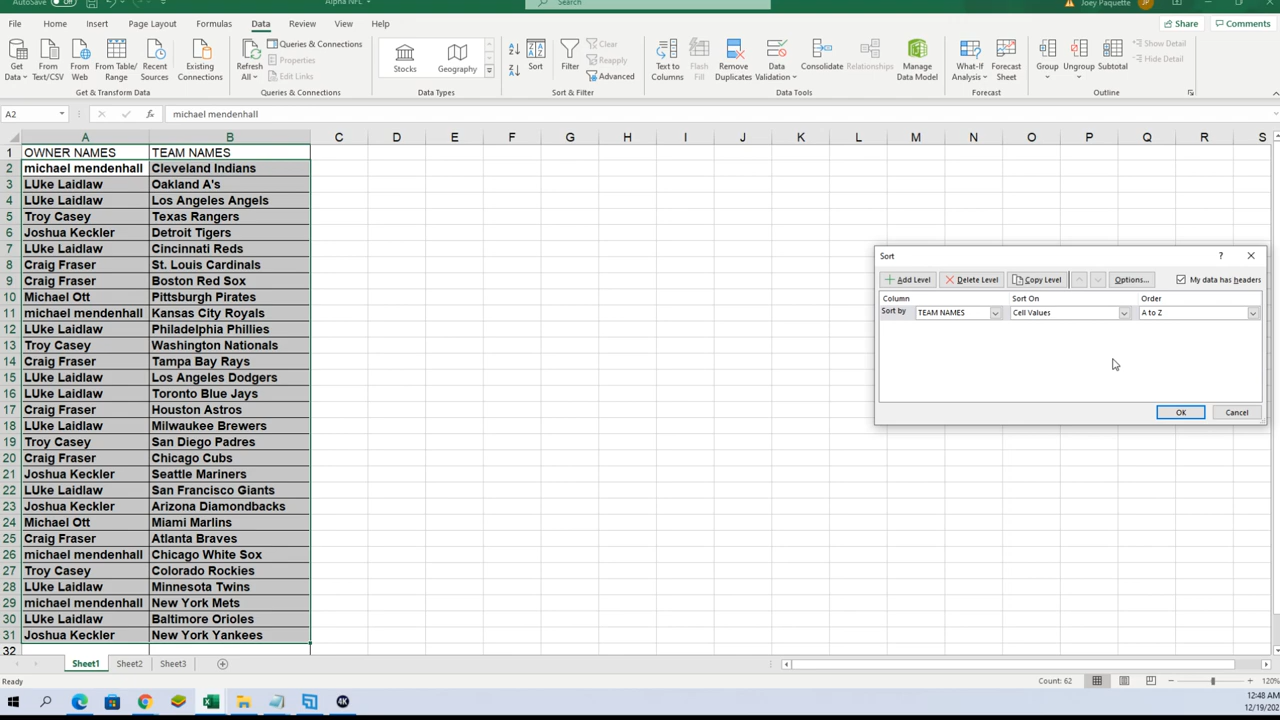 AutoSave Off Alpha NFL Search Joey Paquette JP
File Home Insert Page Layout Formulas Data Review View Help Share Comments
Get Data From Text/CSV From Web From Table/Range Recent Sources Existing Connections Refresh All Queries & Connections Properties Edit Links Stocks Geography Sort Filter Clear Reapply Advanced Text to Columns Flash Fill Remove Duplicates Data Validation Consolidate Relationships Manage Data Model What-If Analysis Forecast Sheet Group Ungroup Subtotal Show Detail Hide Detail
Get & Transform Data Queries & Connections Data Types Sort & Filter Data Tools Forecast Outline
A2 fx michael mendenhall
A B C D E F G H I J K L M N O P Q R S
1 OWNER NAMES TEAM NAMES
2 michael mendenhall Cleveland Indians
3 LUke Laidlaw Oakland A's
4 LUke Laidlaw Los Angeles Angels
5 Troy Casey Texas Rangers
6 Joshua Keckler Detroit Tigers
7 LUke Laidlaw Cincinnati Reds
8 Craig Fraser St. Louis Cardinals
9 Craig Fraser Boston Red Sox
10 Michael Ott Pittsburgh Pirates
11 michael mendenhall Kansas City Royals
12 LUke Laidlaw Philadelphia Phillies
13 Troy Casey Washington Nationals
14 Craig Fraser Tampa Bay Rays
15 LUke Laidlaw Los Angeles Dodgers
16 LUke Laidlaw Toronto Blue Jays
17 Craig Fraser Houston Astros
18 LUke Laidlaw Milwaukee Brewers
19 Troy Casey San Diego Padres
20 Craig Fraser Chicago Cubs
21 Joshua Keckler Seattle Mariners
22 LUke Laidlaw San Francisco Giants
23 Joshua Keckler Arizona Diamondbacks
24 Michael Ott Miami Marlins
25 Craig Fraser Atlanta Braves
26 michael mendenhall Chicago White Sox
27 Troy Casey Colorado Rockies
28 LUke Laidlaw Minnesota Twins
29 michael mendenhall New York Mets
30 LUke Laidlaw Baltimore Orioles
31 Joshua Keckler New York Yankees
32
Sort ?
Add Level Delete Level Copy Level Options... My data has headers
Column Sort On Order
Sort by TEAM NAMES Cell Values A to Z
OK Cancel
Sheet1 Sheet2 Sheet3
Ready Count: 62 120%
4K
12:48 AM
12/19/202